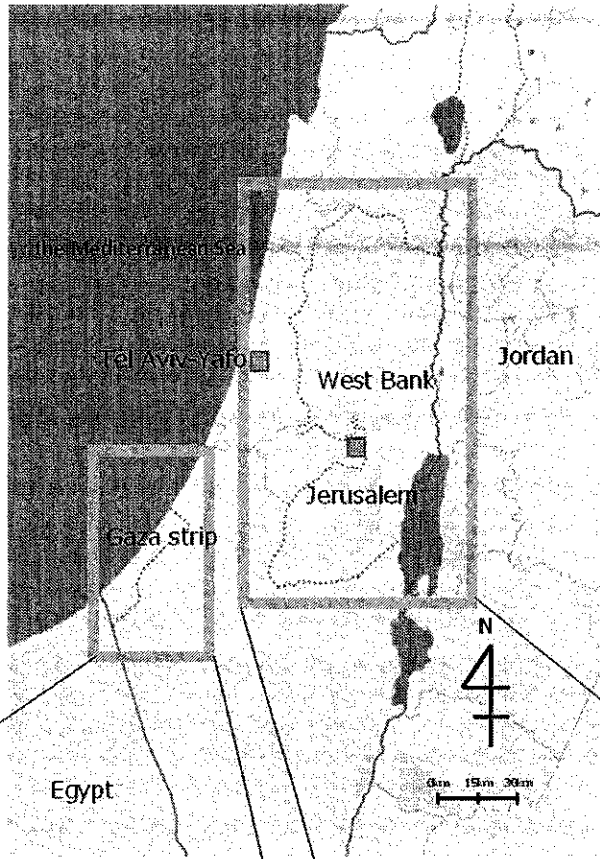 the Mediterranean Sea
Tel Aviv-Yafo
West Bank
Jordan
Jerusalem
Gaza strip
N
Egypt
0km 15km 30km